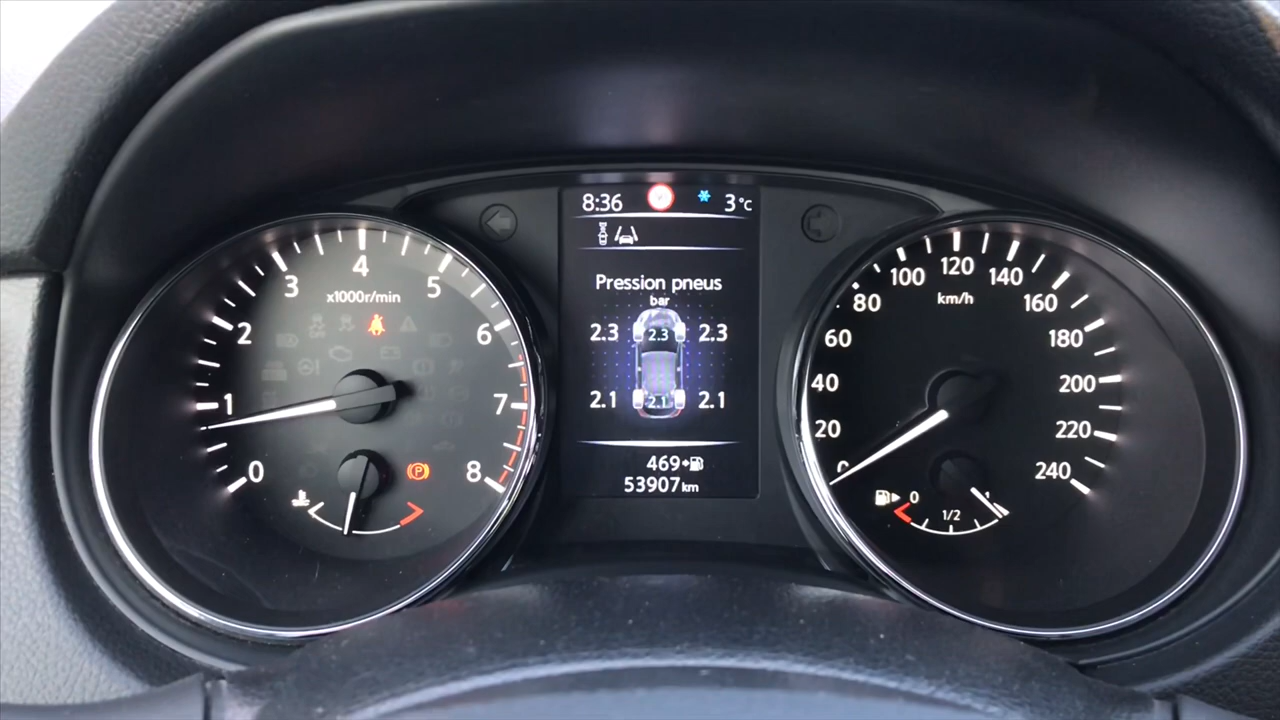 8:36 3°C
Pression pneus
bar
2.3 2.3 2.3
2.1 2.1 2.1
469
53907 km
0 1 2 3 4 5 6 7 8
x1000r/min
P
0 20 40 60 80 100 120 140 160 180 200 220 240
km/h
0 1/2 1